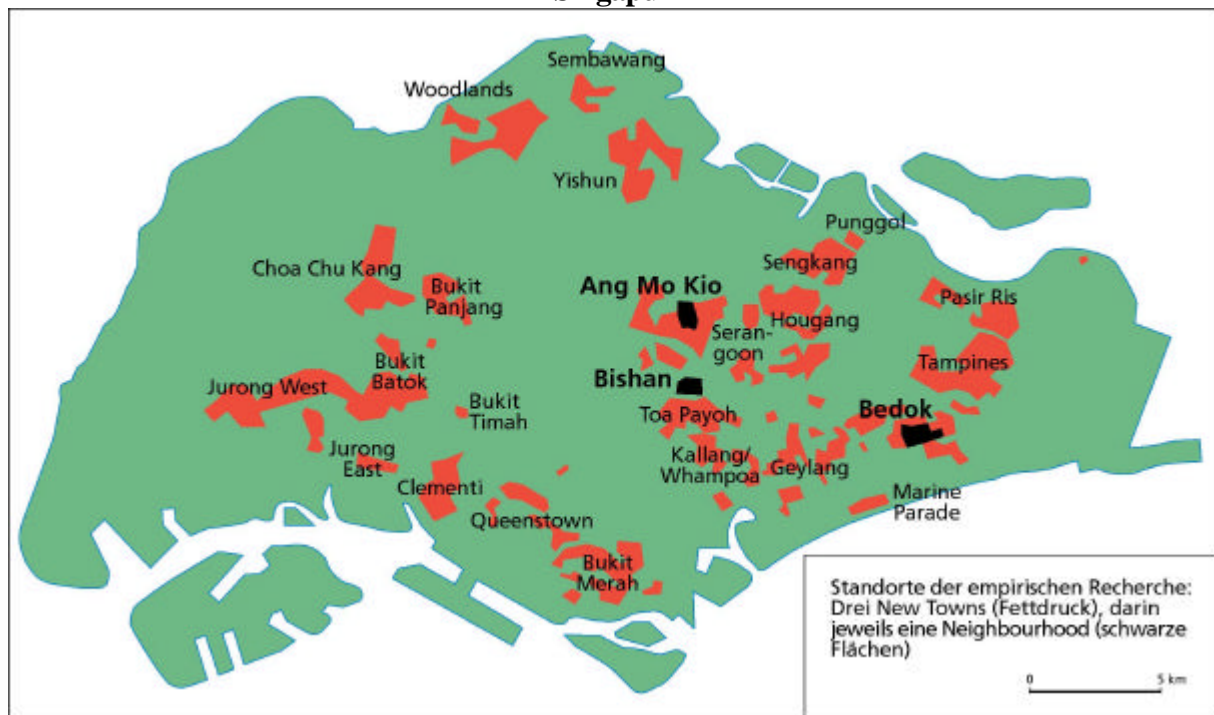 Sembawang
Woodlands
Yishun
Punggol
Choa Chu Kang
Sengkang
Bukit
Panjang
Ang Mo Kio
Pasir Ris
Seran-
goon
Hougang
Bukit
Batok
Bishan
Tampines
Jurong West
Bukit
Timah
Toa Payoh
Bedok
Jurong
East
Kallang/
Whampoa
Geylang
Clementi
Marine
Parade
Queenstown
Bukit
Merah
Standorte der empirischen Recherche:
Drei New Towns (Fettdruck), darin
jeweils eine Neighbourhood (schwarze
Flächen)
0 5 km